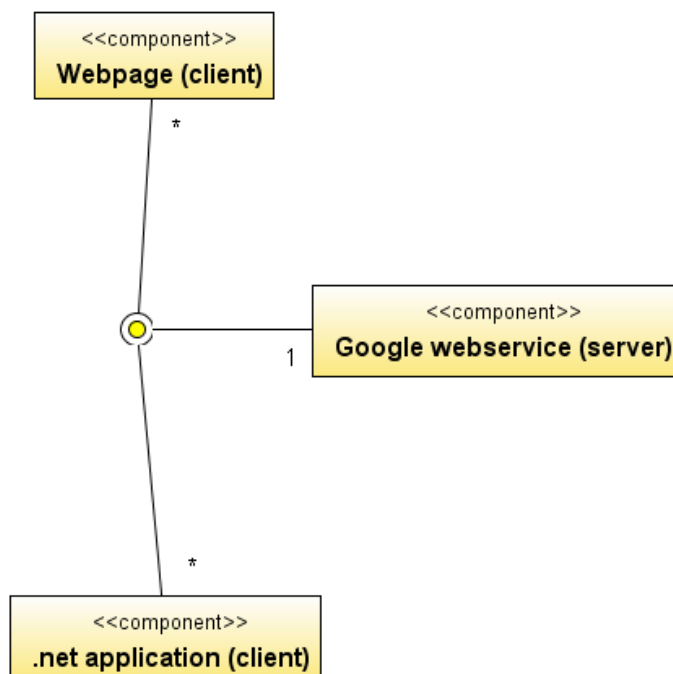 <<component>>
Webpage (client)
*
<<component>>
Google webservice (server)
1
*
<<component>>
.net application (client)